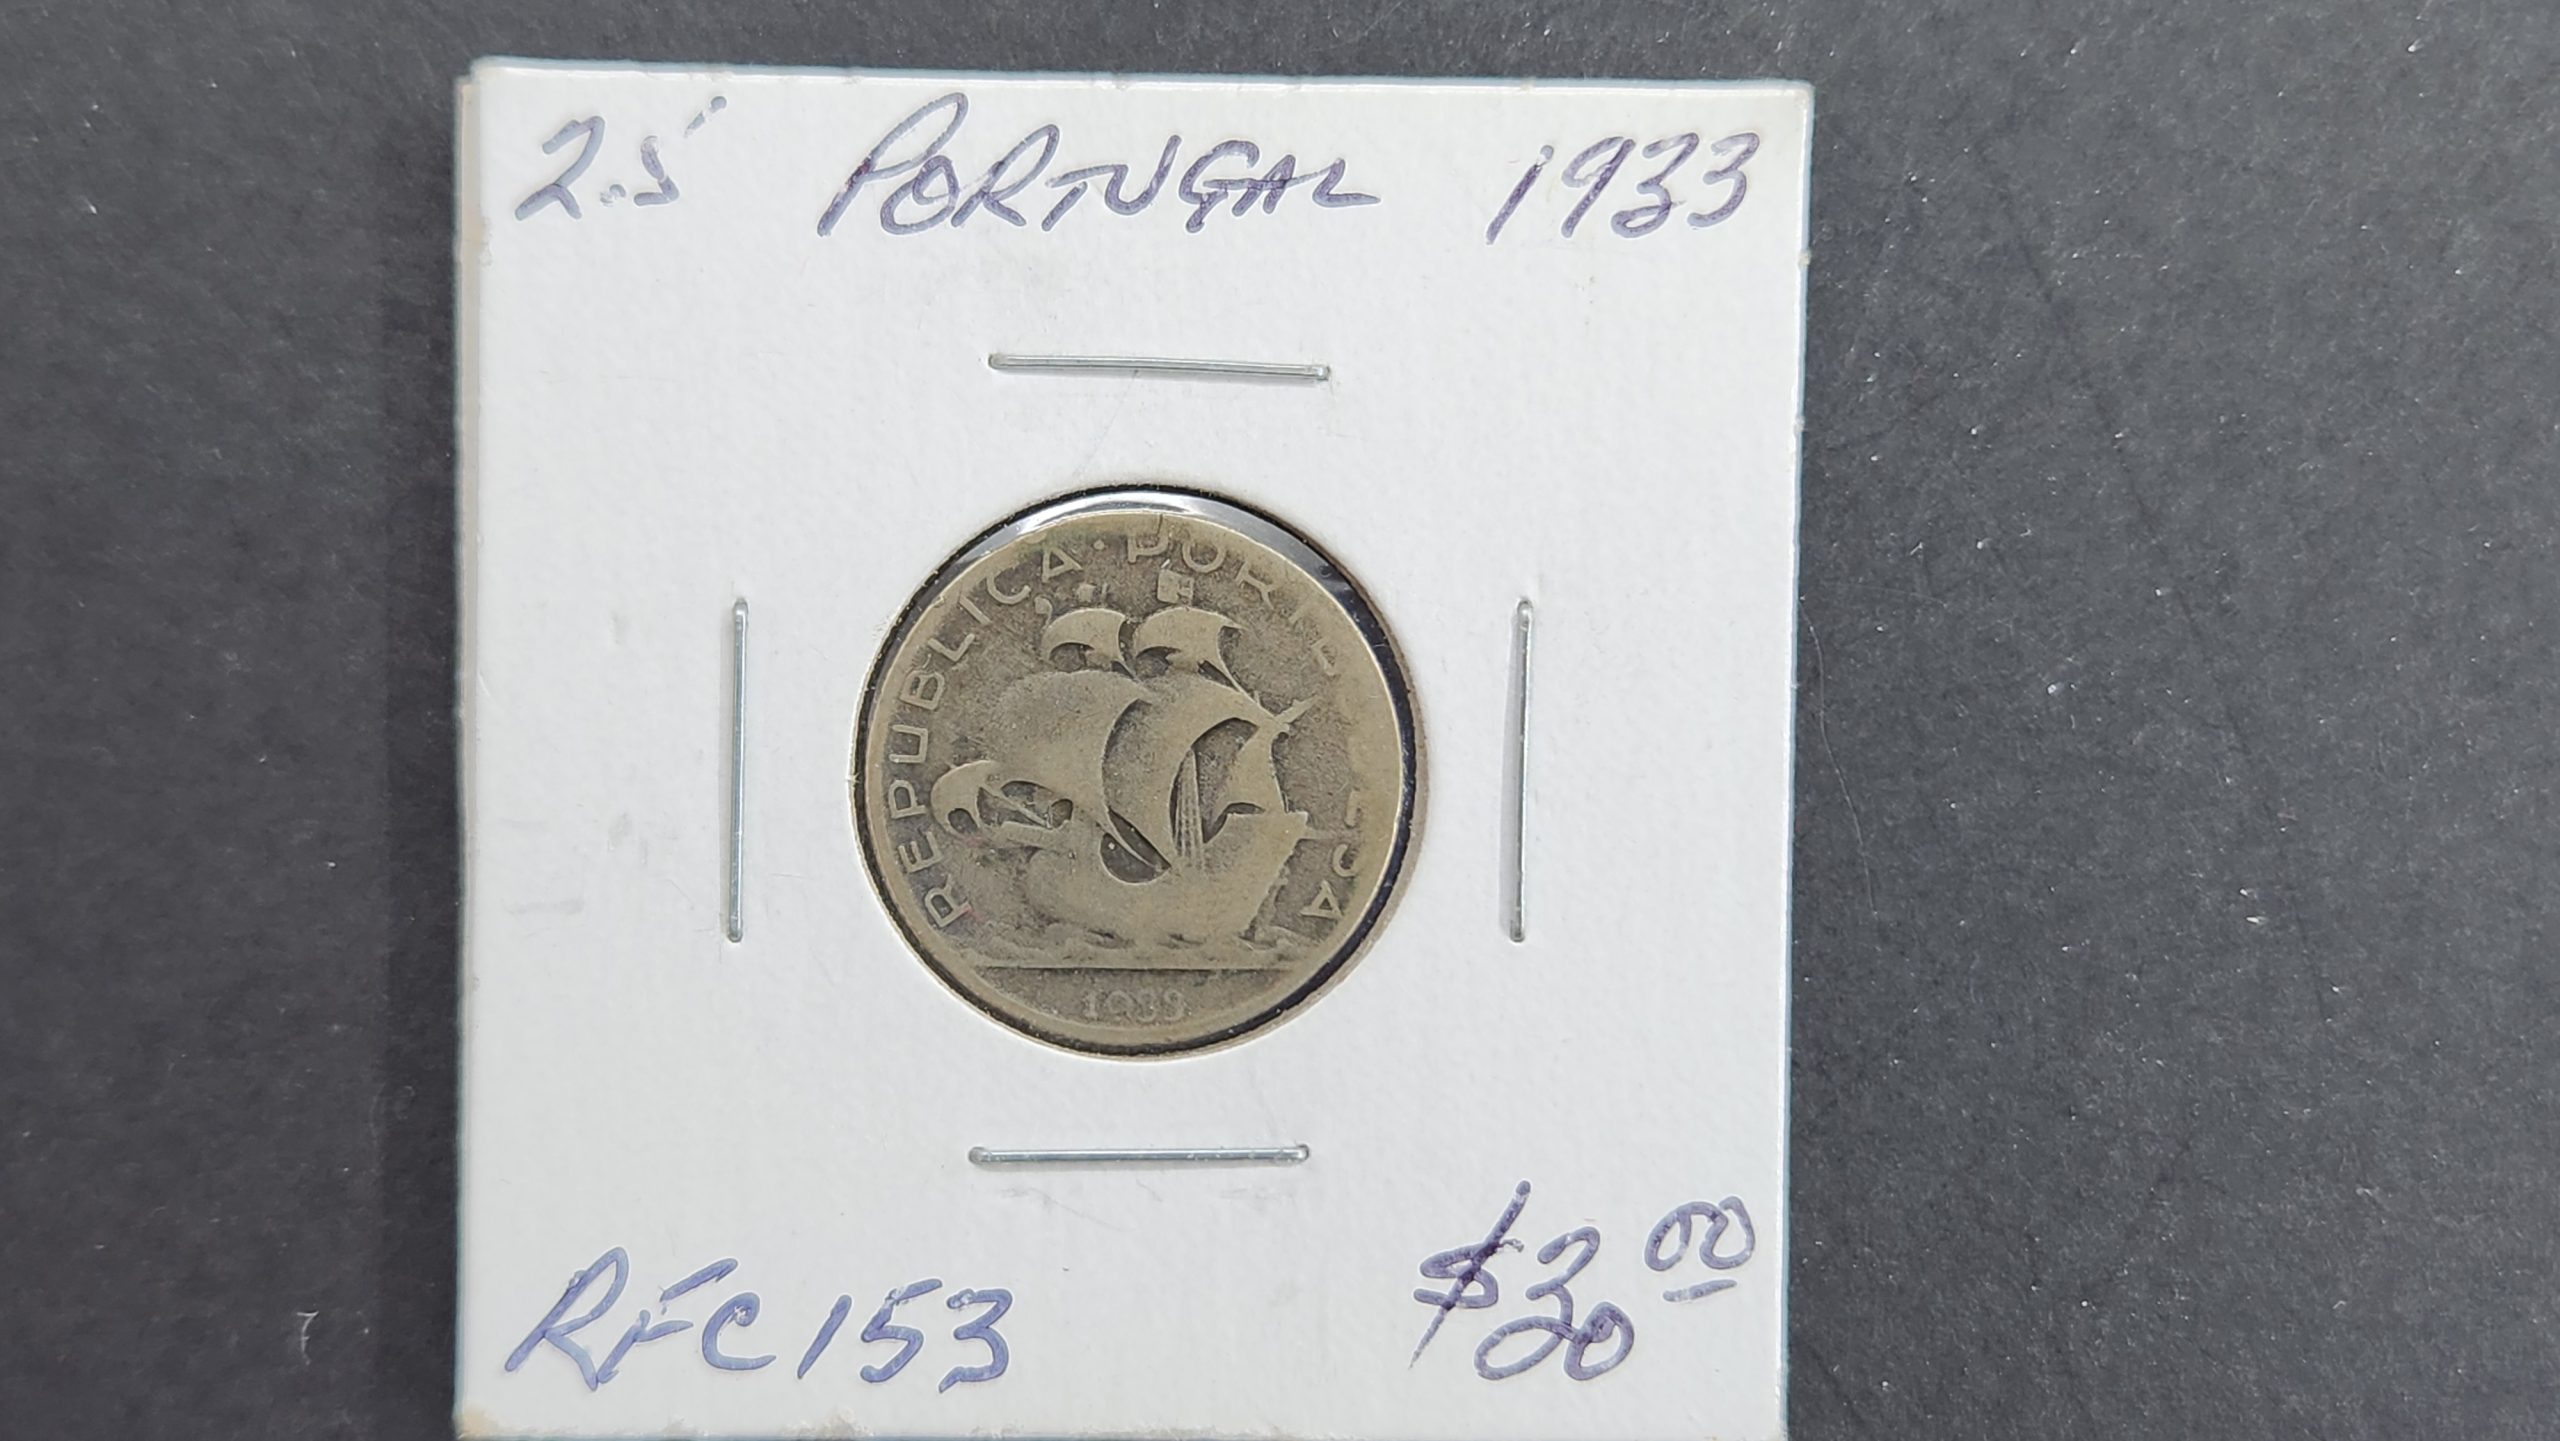 2.5 PORTUGAL 1933
REPUBLICA · PORTUGUESA
1933
RFC153
$20.00